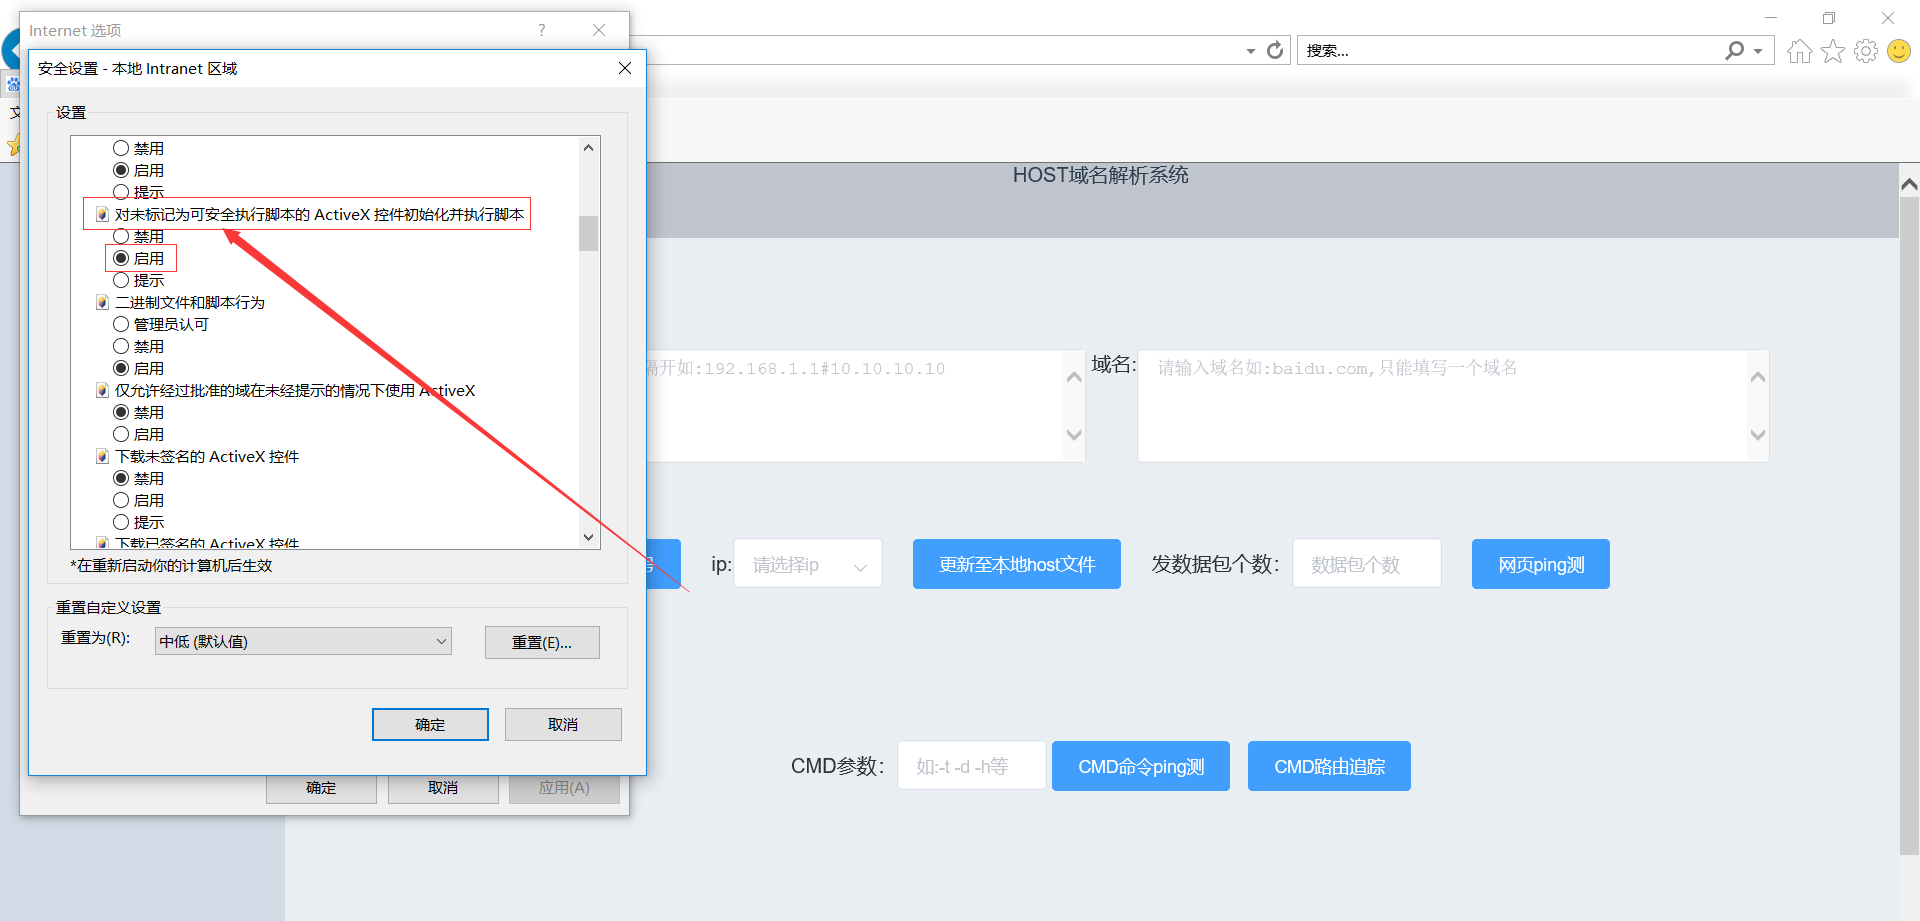 Internet 选项
?
安全设置 - 本地 Intranet 区域
设置
禁用
启用
提示
对未标记为可安全执行脚本的 ActiveX 控件初始化并执行脚本
禁用
启用
提示
二进制文件和脚本行为
管理员认可
禁用
启用
仅允许经过批准的域在未经提示的情况下使用 ActiveX
禁用
启用
下载未签名的 ActiveX 控件
禁用
启用
提示
下载已签名的 ActiveX 控件
*在重新启动你的计算机后生效
重置自定义设置
重置为(R):
中低 (默认值)
重置(E)...
确定
取消
确定
取消
应用(A)
搜索...
HOST域名解析系统
隔开如:192.168.1.1#10.10.10.10
域名:
请输入域名如:baidu.com,只能填写一个域名
ip:
请选择ip
更新至本地host文件
发数据包个数:
数据包个数
网页ping测
CMD参数:
如:-t -d -h等
CMD命令ping测
CMD路由追踪